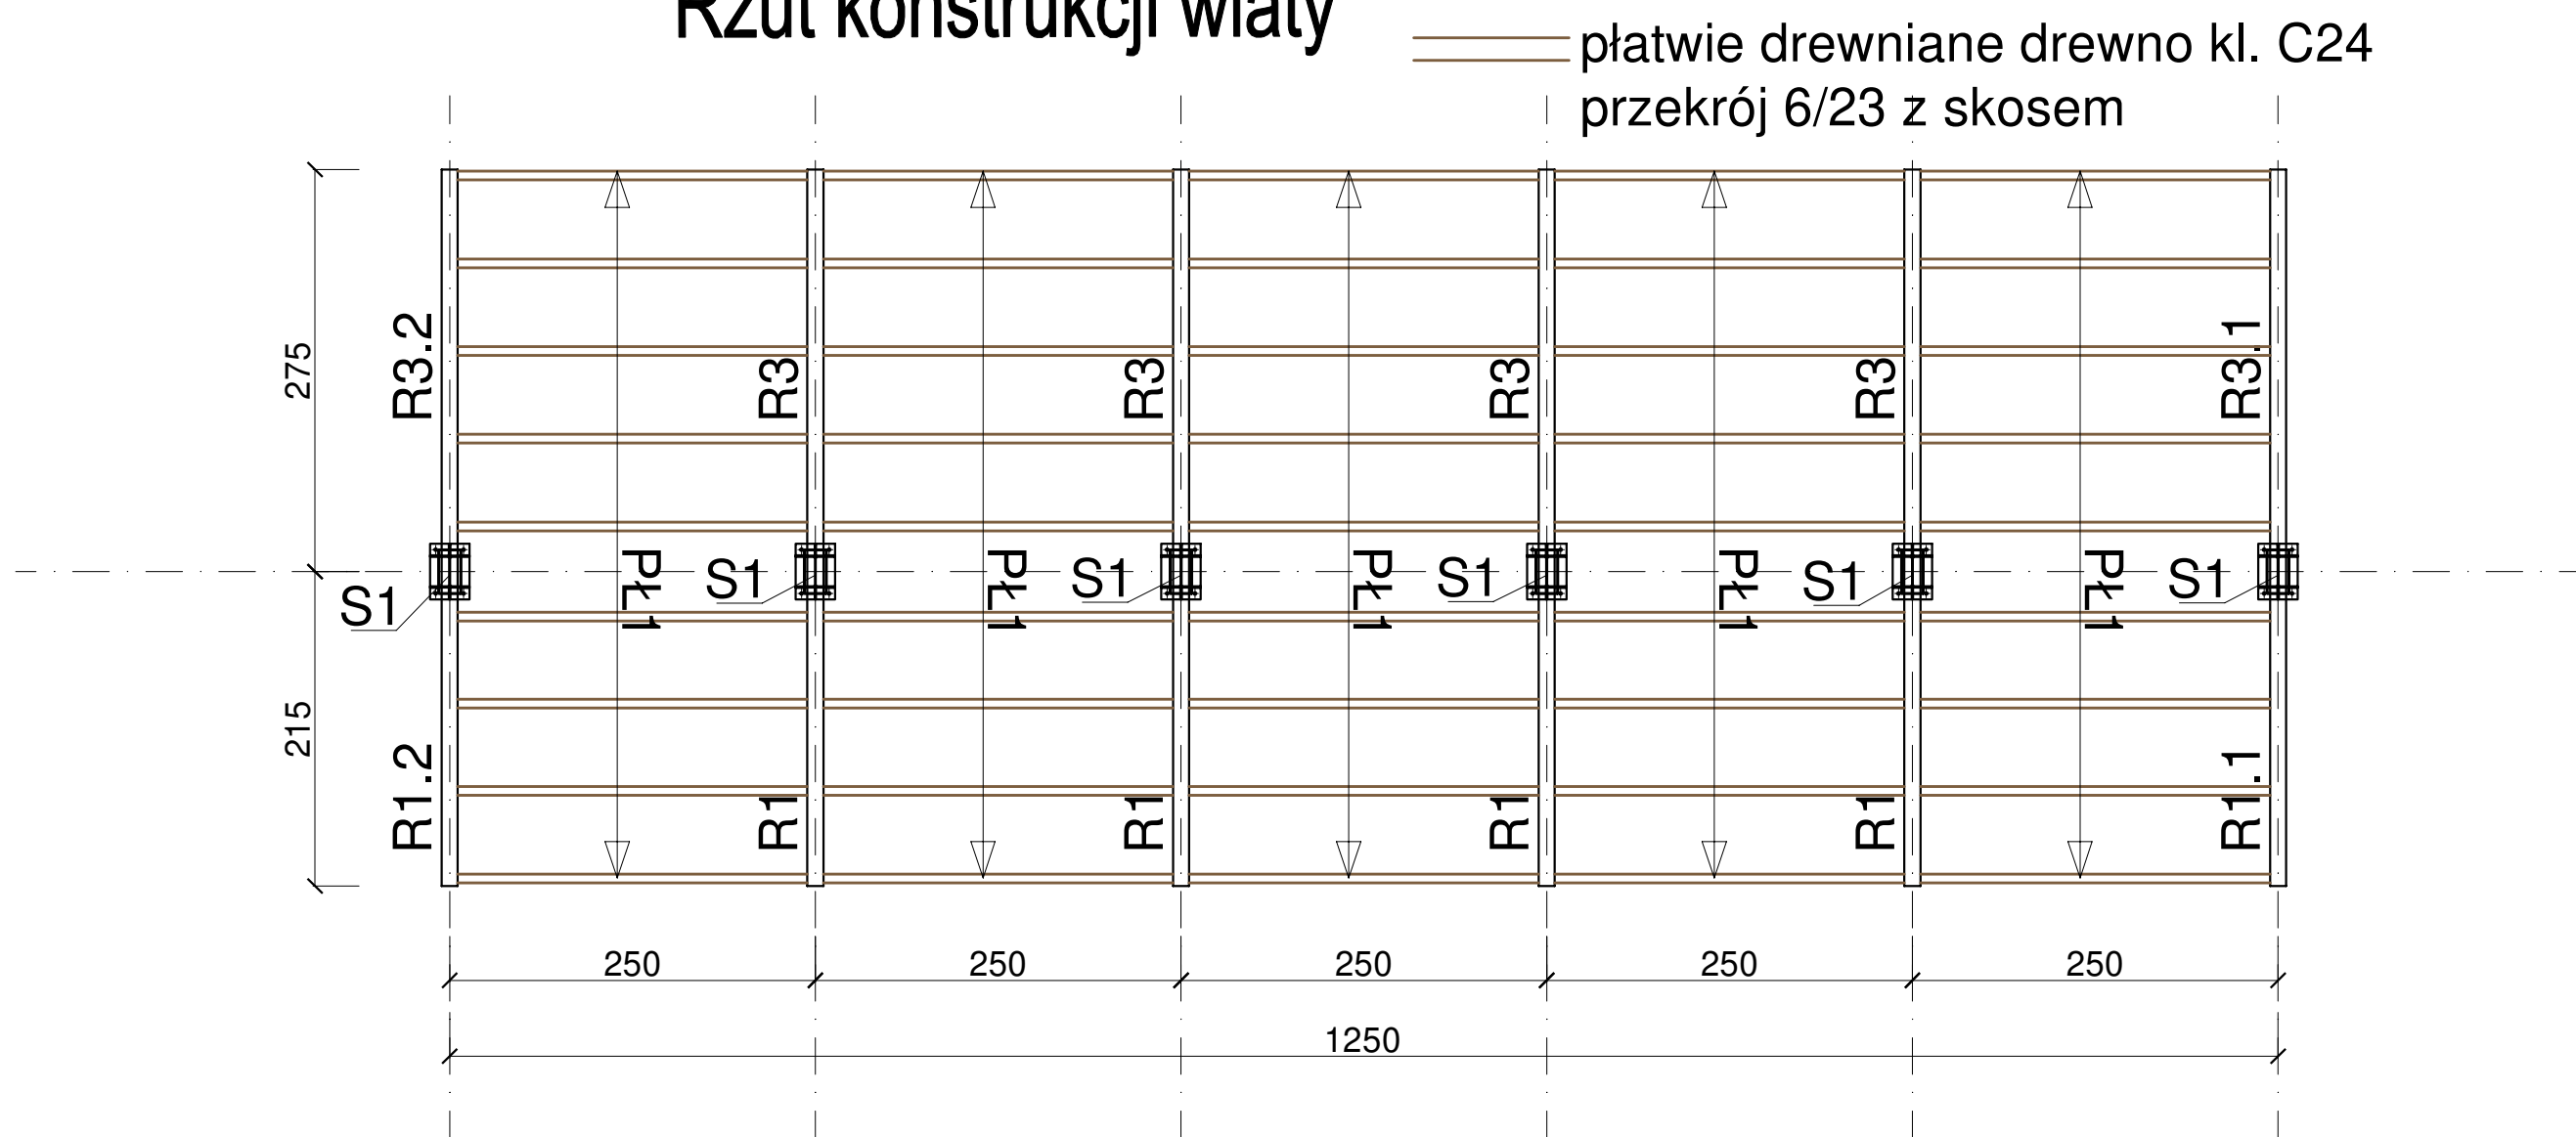 Rzut konstrukcji wiaty
płatwie drewniane drewno kl. C24
przekrój 6/23 z skosem
275
215
R3.2
R3
R3
R3
R3
R3.1
S1
PŁ1
S1
PŁ1
S1
PŁ1
S1
PŁ1
S1
PŁ1
S1
R1.2
R1
R1
R1
R1
R1.1
250
250
250
250
250
1250